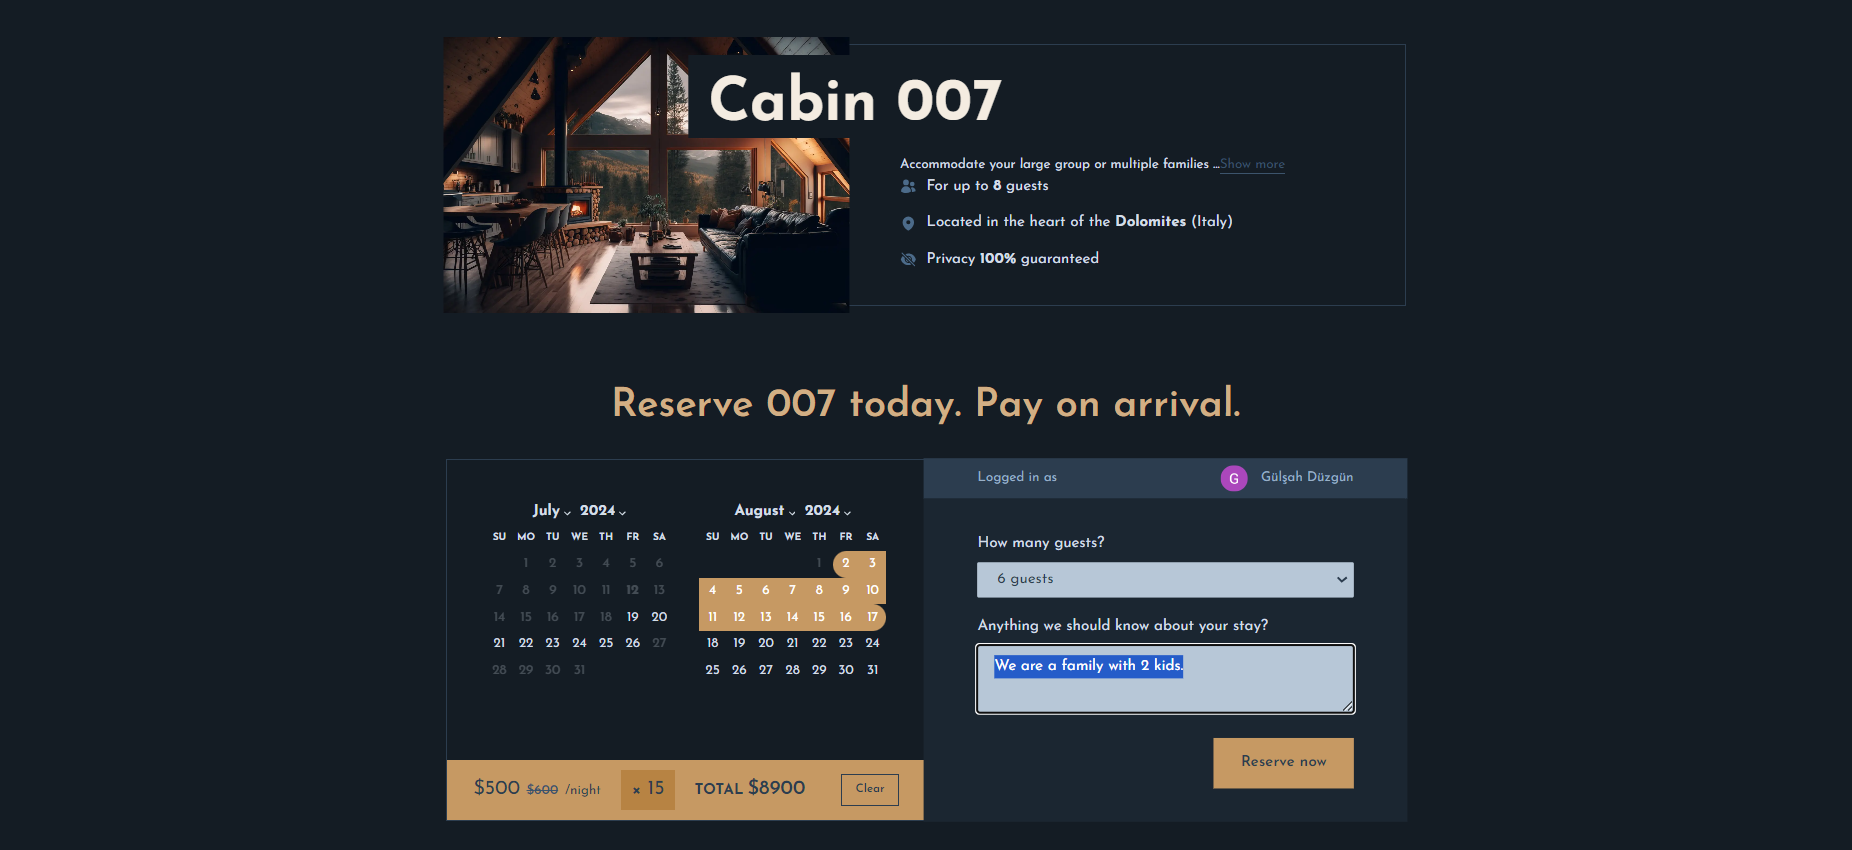 Cabin 007
Accommodate your large group or multiple families ...Show more
For up to 8 guests
Located in the heart of the Dolomites (Italy)
Privacy 100% guaranteed
Reserve 007 today. Pay on arrival.
July 2024
SU MO TU WE TH FR SA
1 2 3 4 5 6
7 8 9 10 11 12 13
14 15 16 17 18 19 20
21 22 23 24 25 26 27
28 29 30 31
August 2024
SU MO TU WE TH FR SA
1 2 3
4 5 6 7 8 9 10
11 12 13 14 15 16 17
18 19 20 21 22 23 24
25 26 27 28 29 30 31
$500 $600 /night × 15 TOTAL $8900 Clear
Logged in as G Gülşah Düzgün
How many guests?
6 guests
Anything we should know about your stay?
We are a family with 2 kids.
Reserve now